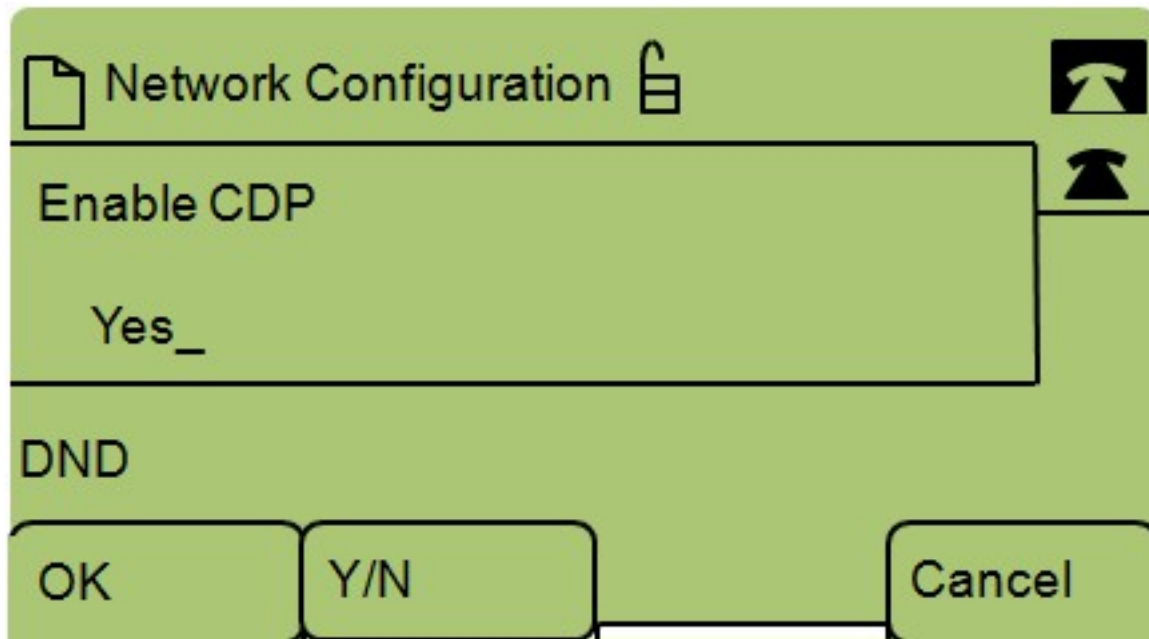 Network Configuration
Enable CDP
Yes_
DND
OK
Y/N
Cancel